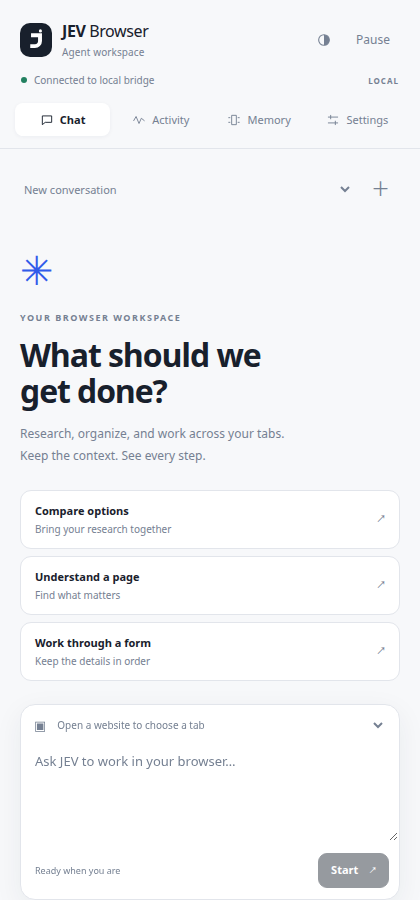 JEV Browser
Agent workspace
Pause
Connected to local bridge
LOCAL
Chat
Activity
Memory
Settings
New conversation
YOUR BROWSER WORKSPACE
What should we
get done?
Research, organize, and work across your tabs.
Keep the context. See every step.
Compare options
Bring your research together
Understand a page
Find what matters
Work through a form
Keep the details in order
Open a website to choose a tab
Ask JEV to work in your browser...
Ready when you are
Start ↗